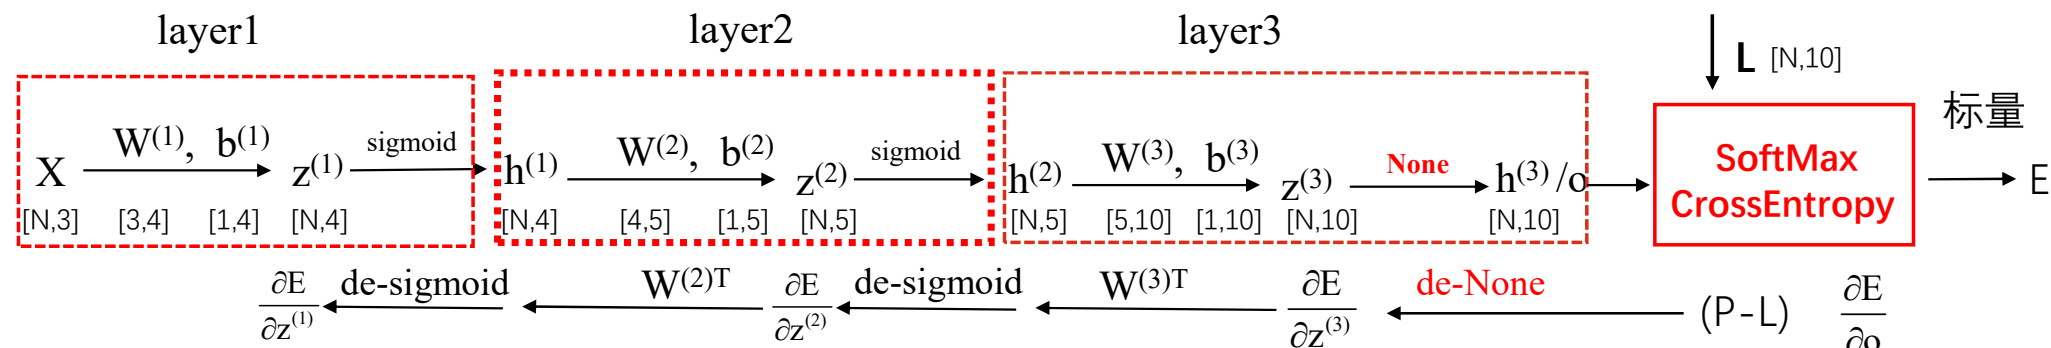 layer1 layer2 layer3
L [N,10]
W⁽¹⁾, b⁽¹⁾ sigmoid W⁽²⁾, b⁽²⁾ sigmoid W⁽³⁾, b⁽³⁾ None SoftMax 标量
X z⁽¹⁾ h⁽¹⁾ z⁽²⁾ h⁽²⁾ z⁽³⁾ h⁽³⁾/o CrossEntropy E
[N,3] [3,4] [1,4] [N,4] [N,4] [4,5] [1,5] [N,5] [N,5] [5,10] [1,10] [N,10] [N,10]
∂E/∂z⁽¹⁾ de-sigmoid W⁽²⁾ᵀ ∂E/∂z⁽²⁾ de-sigmoid W⁽³⁾ᵀ ∂E/∂z⁽³⁾ de-None (P-L) ∂E/∂o